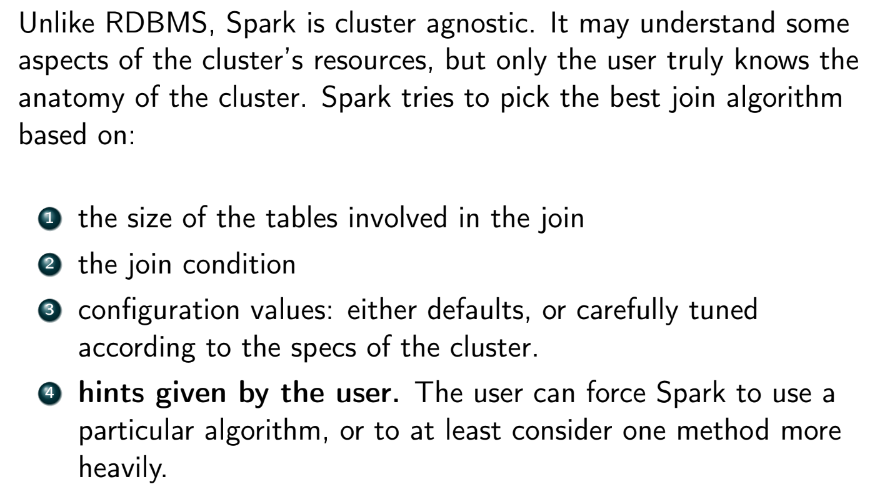 Unlike RDBMS, Spark is cluster agnostic. It may understand some
aspects of the cluster's resources, but only the user truly knows the
anatomy of the cluster. Spark tries to pick the best join algorithm
based on:
1 the size of the tables involved in the join
2 the join condition
3 configuration values: either defaults, or carefully tuned
according to the specs of the cluster.
4 hints given by the user. The user can force Spark to use a
particular algorithm, or to at least consider one method more
heavily.